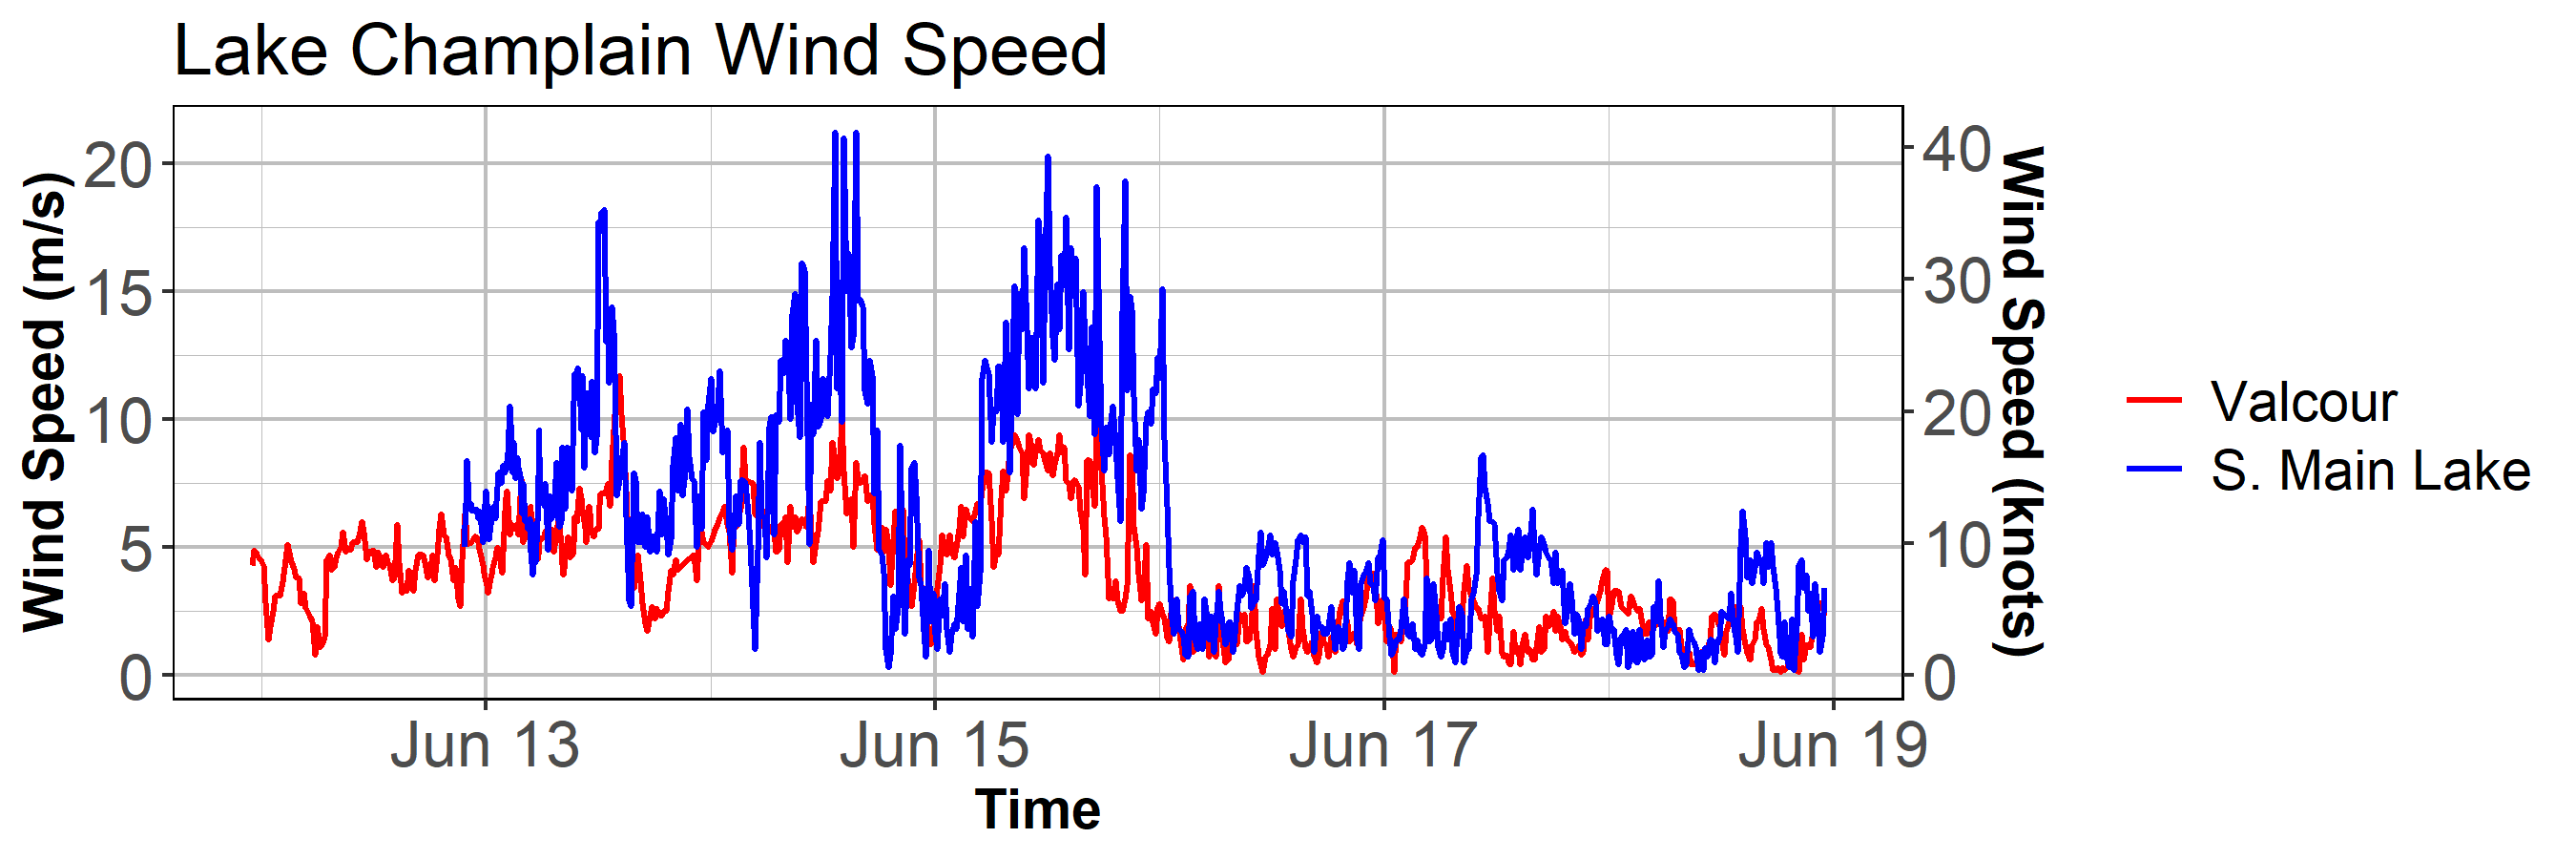 Lake Champlain Wind Speed
Wind Speed (m/s)
20
15
10
5
0
40
30
20
10
0
Wind Speed (knots)
Jun 13
Jun 15
Jun 17
Jun 19
Time
Valcour
S. Main Lake